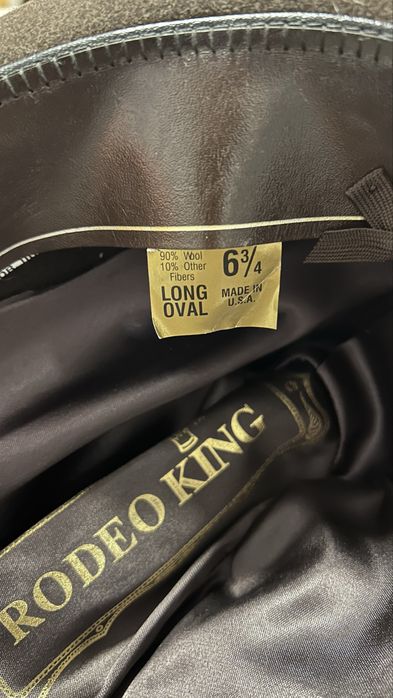 90% Wool
10% Other
Fibers
6¾
LONG
OVAL
MADE IN
U.S.A.
RODEO KING